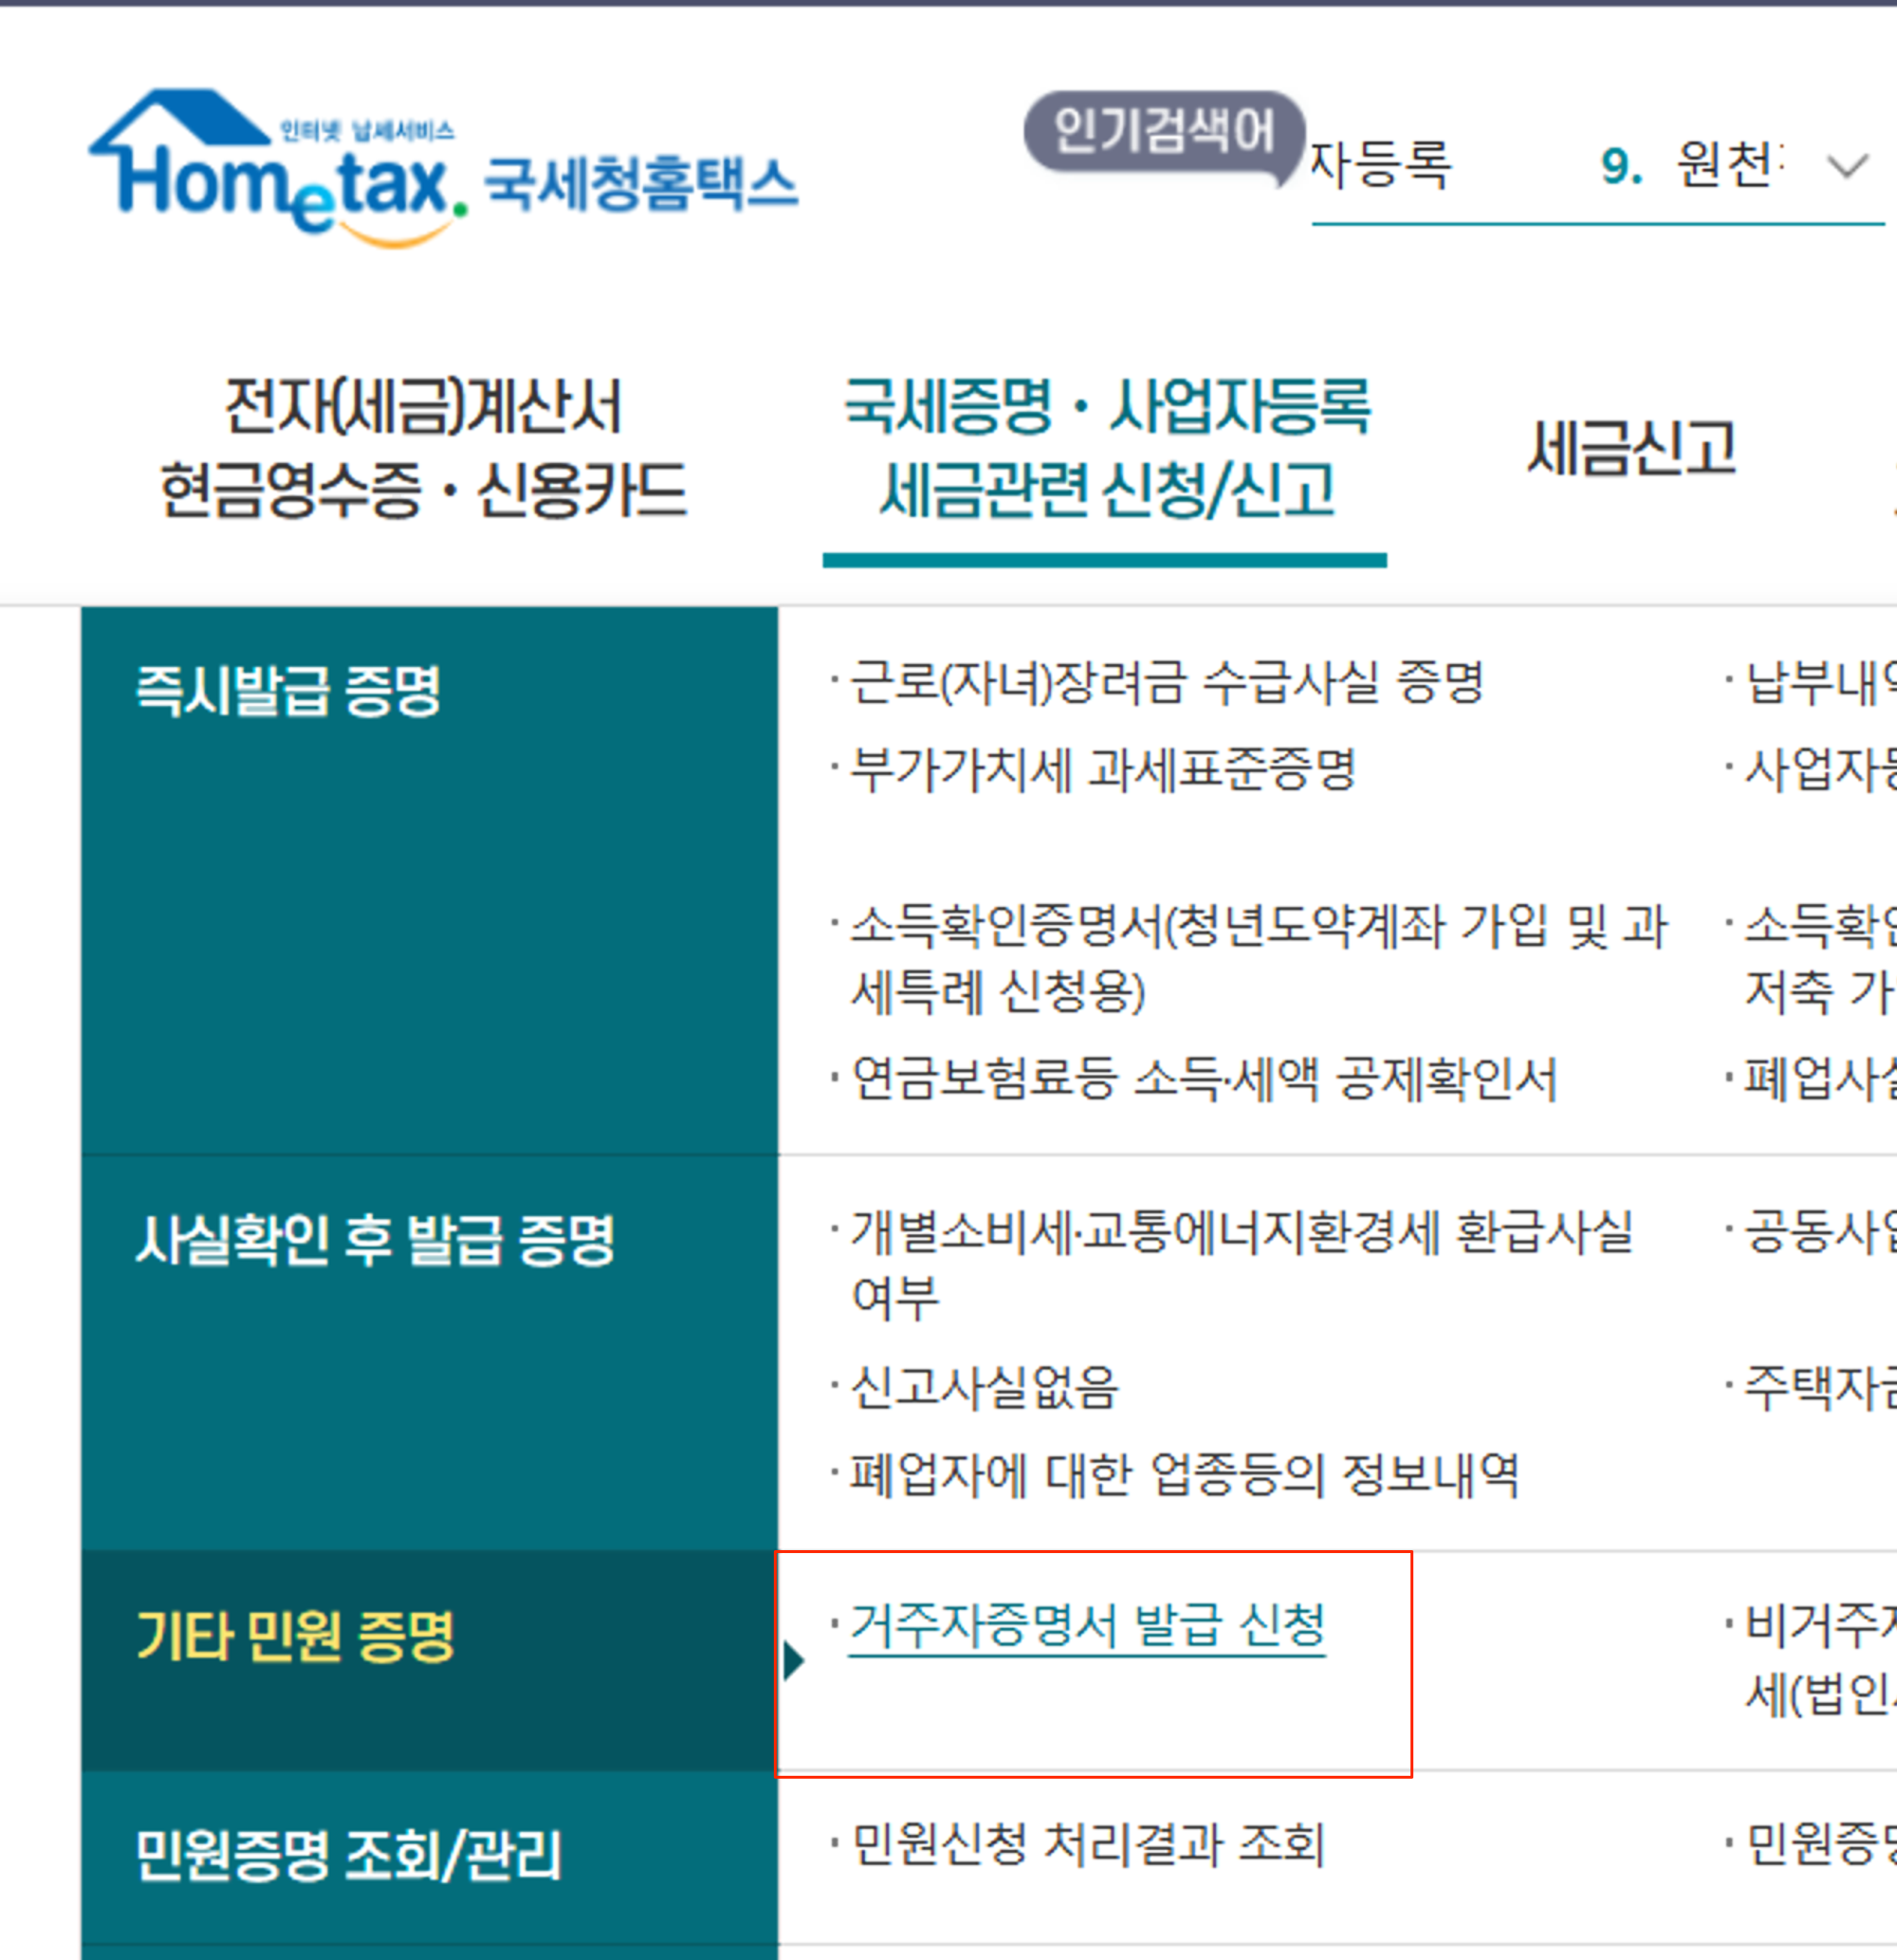 인터넷 납세서비스
Hometax. 국세청홈택스
인기검색어
자등록 9. 원천
전자(세금)계산서
현금영수증・신용카드
국세증명・사업자등록
세금관련 신청/신고
세금신고
즉시발급 증명
· 근로(자녀)장려금 수급사실 증명
· 납부내
· 부가가치세 과세표준증명
· 사업자
· 소득확인증명서(청년도약계좌 가입 및 과
세특례 신청용)
· 소득확
저축 가
· 연금보험료등 소득·세액 공제확인서
· 폐업사
사실확인 후 발급 증명
· 개별소비세·교통에너지환경세 환급사실
여부
· 공동사
· 신고사실없음
· 주택자
· 폐업자에 대한 업종등의 정보내역
기타 민원 증명
· 거주자증명서 발급 신청
· 비거주
세(법인
민원증명 조회/관리
· 민원신청 처리결과 조회
· 민원증